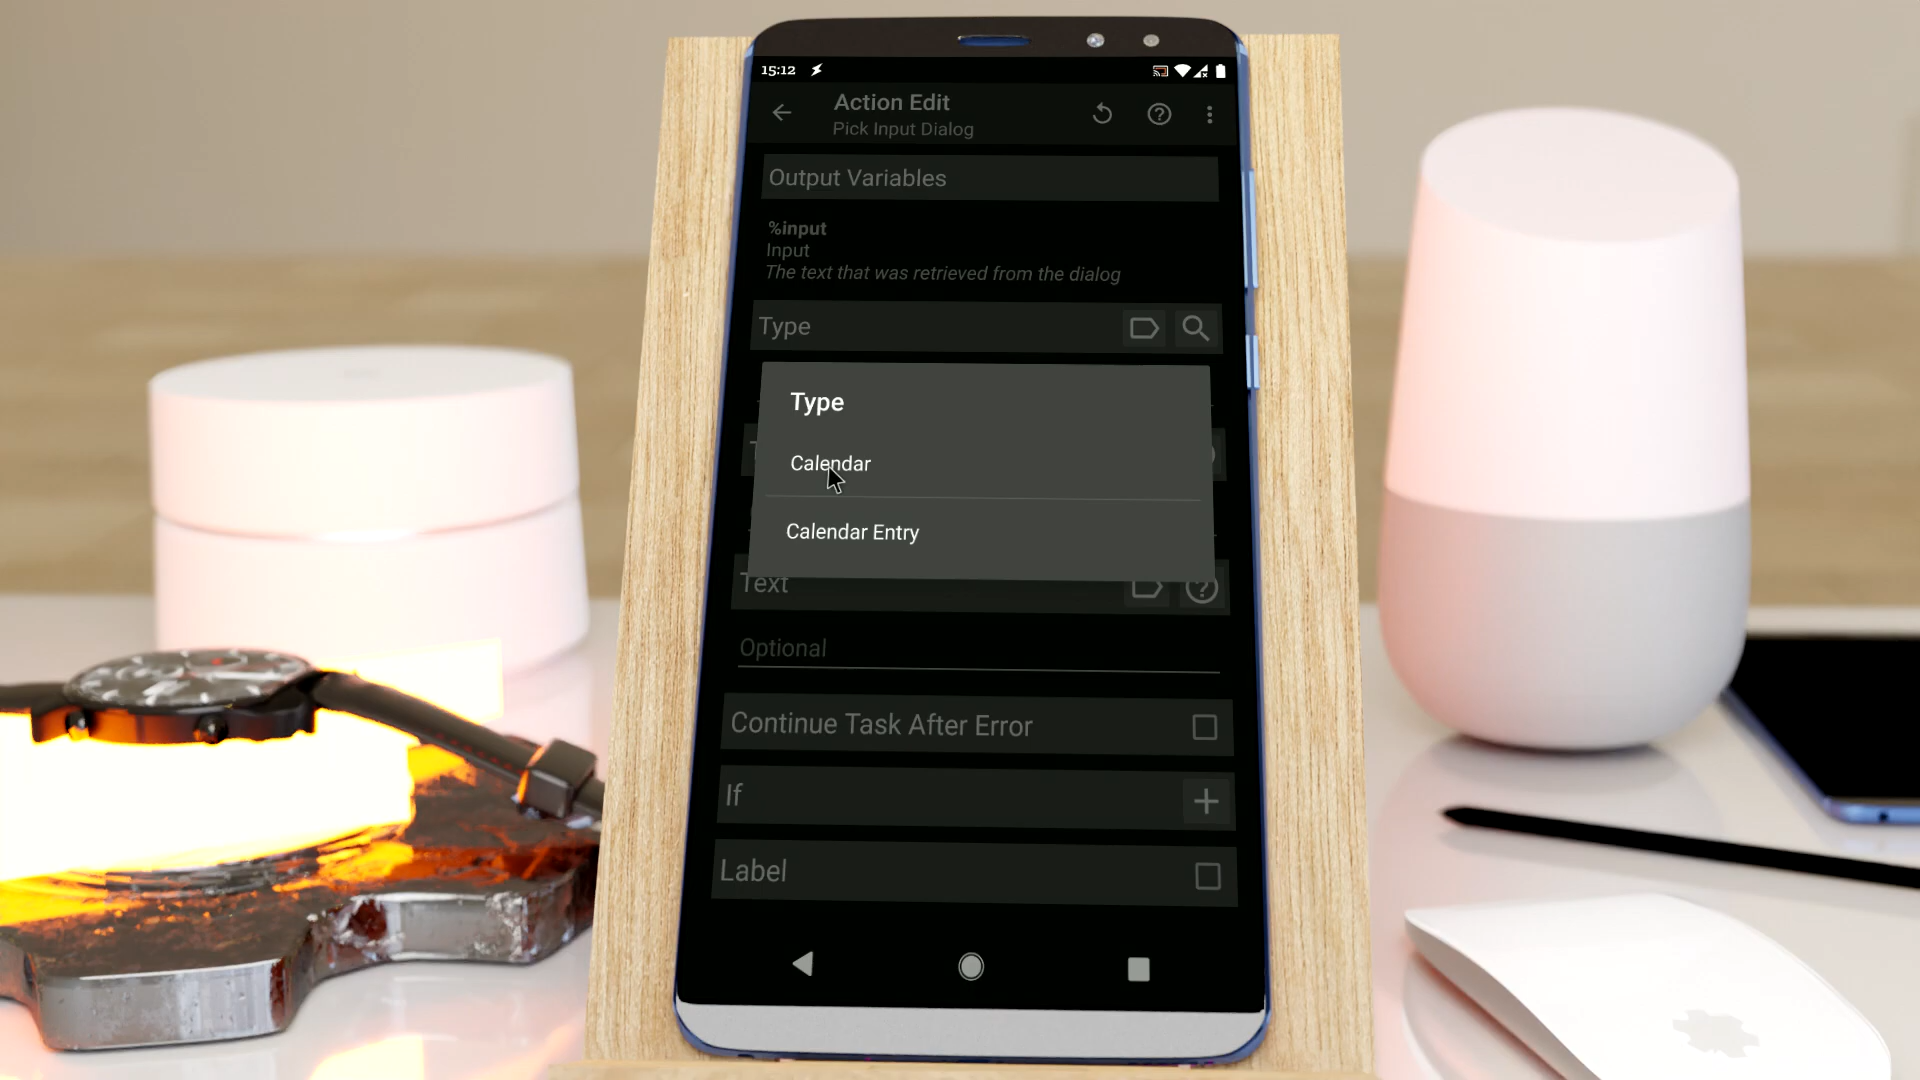 15:12
Action Edit
Pick Input Dialog
Output Variables
%input
Input
The text that was retrieved from the dialog
Type
Type
Calendar
Calendar Entry
Text
Optional
Continue Task After Error
If
Label